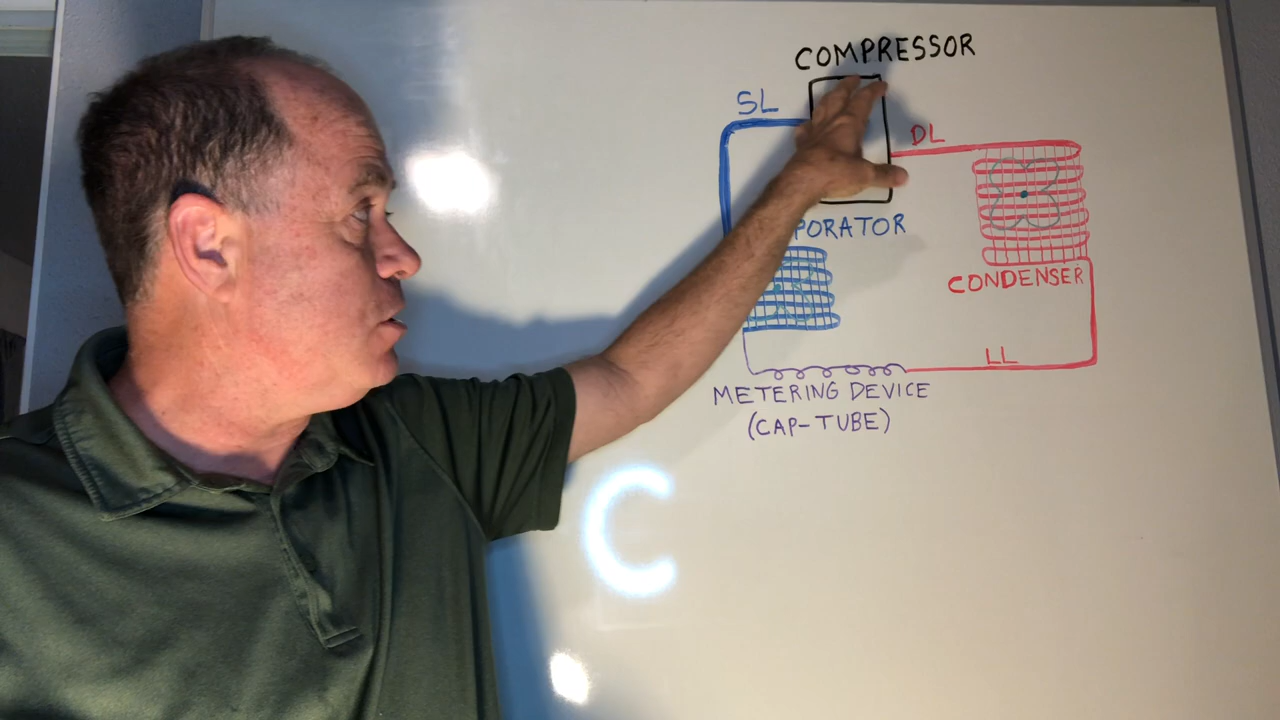 COMPRESSOR
SL
DL
PORATOR
CONDENSER
LL
METERING DEVICE
(CAP-TUBE)